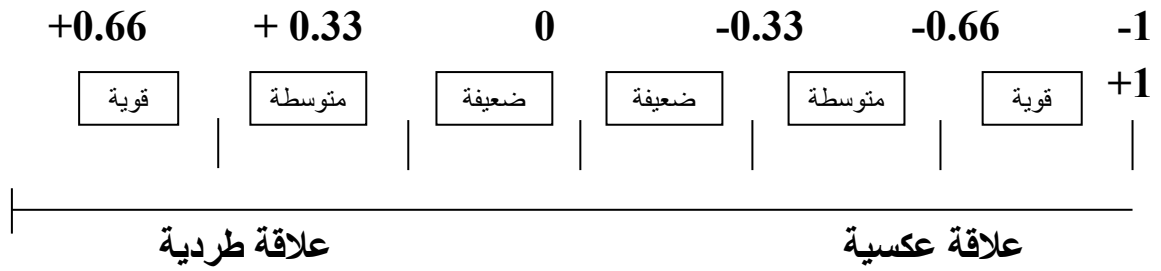 +0.66 + 0.33 0 -0.33 -0.66 -1
+1
قوية متوسطة ضعيفة ضعيفة متوسطة قوية
علاقة عكسية علاقة طردية